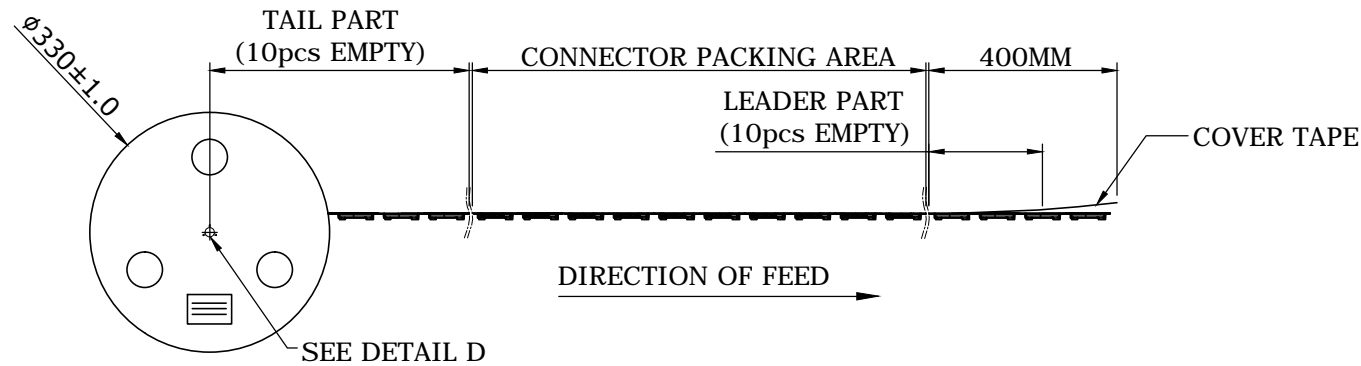 TAIL PART
(10pcs EMPTY)
CONNECTOR PACKING AREA
400MM
⌀330±1.0
LEADER PART
(10pcs EMPTY)
COVER TAPE
DIRECTION OF FEED
SEE DETAIL D